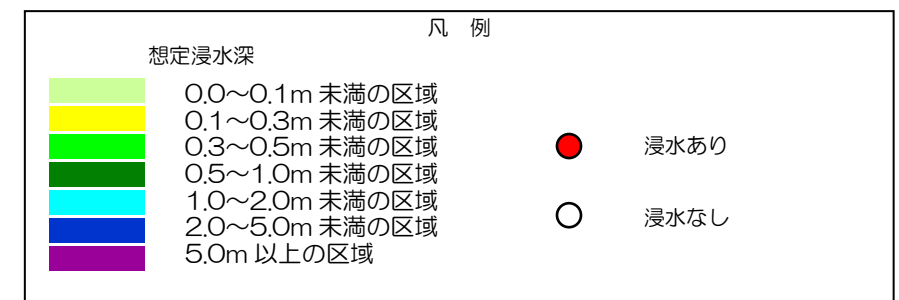 凡　例
想定浸水深
0.0～0.1m 未満の区域
0.1～0.3m 未満の区域
0.3～0.5m 未満の区域
0.5～1.0m 未満の区域
1.0～2.0m 未満の区域
2.0～5.0m 未満の区域
5.0m 以上の区域
浸水あり
浸水なし